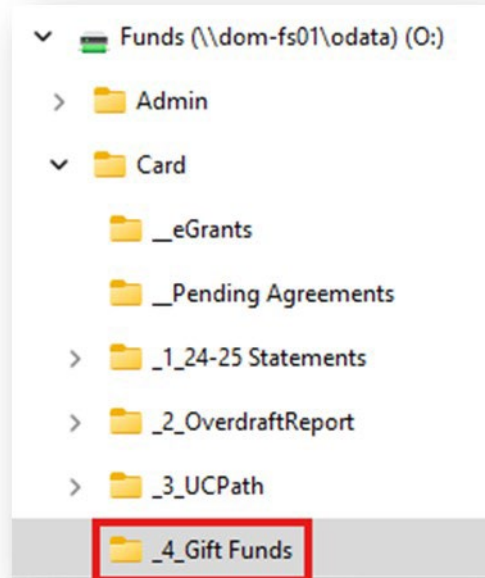 Funds (\\dom-fs01\odata) (O:)
Admin
Card
__eGrants
__Pending Agreements
_1_24-25 Statements
_2_OverdraftReport
_3_UCPath
_4_Gift Funds